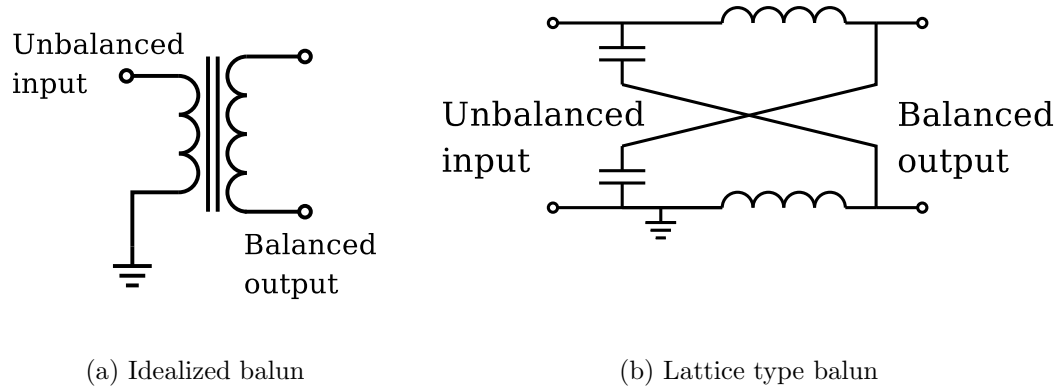 Unbalanced
input
Balanced
output
Unbalanced
input
Balanced
output
(a) Idealized balun
(b) Lattice type balun